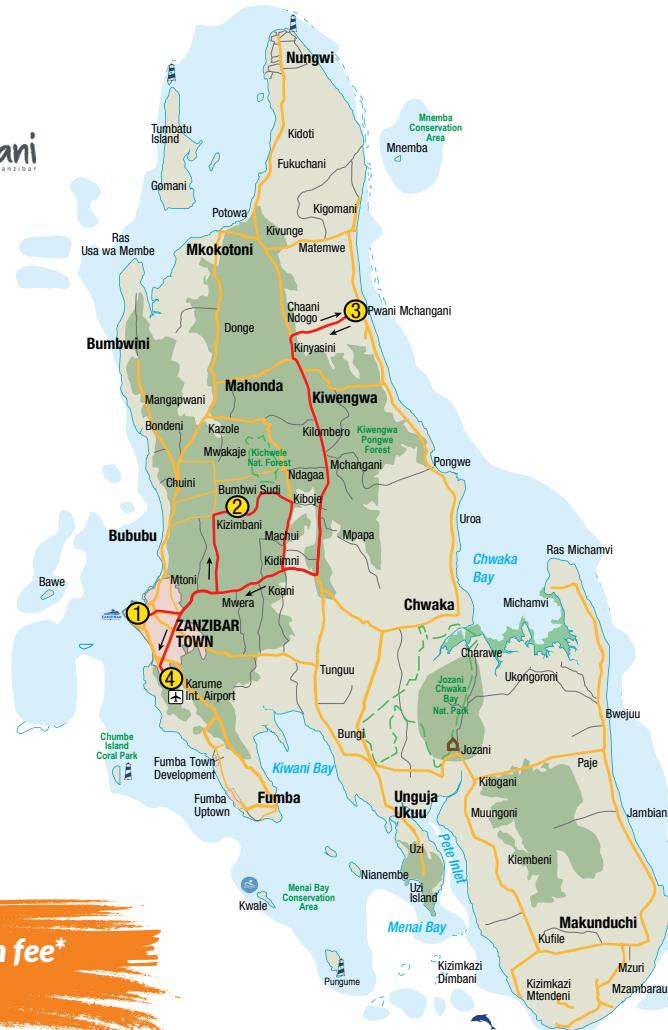 Nungwi
Tumbatu
Island
Mnemba
Conservation
Area
Kidoti
Mnemba
Fukuchani
Gomani
Kigomani
Potowa
Kivunge
Ras
Usa wa Membe
Mkokotoni
Matemwe
Chaani
Ndogo
3
Pwani Mchangani
Donge
Bumbwini
Kinyasini
Mahonda
Kiwengwa
Mangapwani
Bondeni
Kazole
Kilombero
Kiwengwa
Pongwe
Forest
Mwakaje
Kichwele
Nat. Forest
Mchangani
Pongwe
Ndagaa
Chuini
Bumbwi Sudi
Kiboje
2
Kizimbani
Uroa
Bububu
Machui
Mpapa
Ras Michamvi
Chwaka
Bay
Kidimni
Bawe
Mtoni
Koani
Michamvi
Mwera
Chwaka
1
ZANZIBAR
TOWN
Charawe
Tunguu
Ukongoroni
4
Karume
Int. Airport
Jozani
Chwaka
Bay
Nat. Park
Bwejuu
Bungi
Chumbe
Island
Coral Park
Jozani
Paje
Fumba Town
Development
Kiwani Bay
Kitogani
Fumba
Uptown
Fumba
Unguja
Ukuu
Muungoni
Jambiani
Pete Inlet
Uzi
Kiembeni
Nianembe
Uzi
Island
Kwale
Menai Bay
Conservation
Area
Menai Bay
Makunduchi
Kufile
Kizimkazi
Dimbani
Mzuri
Pungume
Kizimkazi
Mtendeni
Mzambarau
fee*